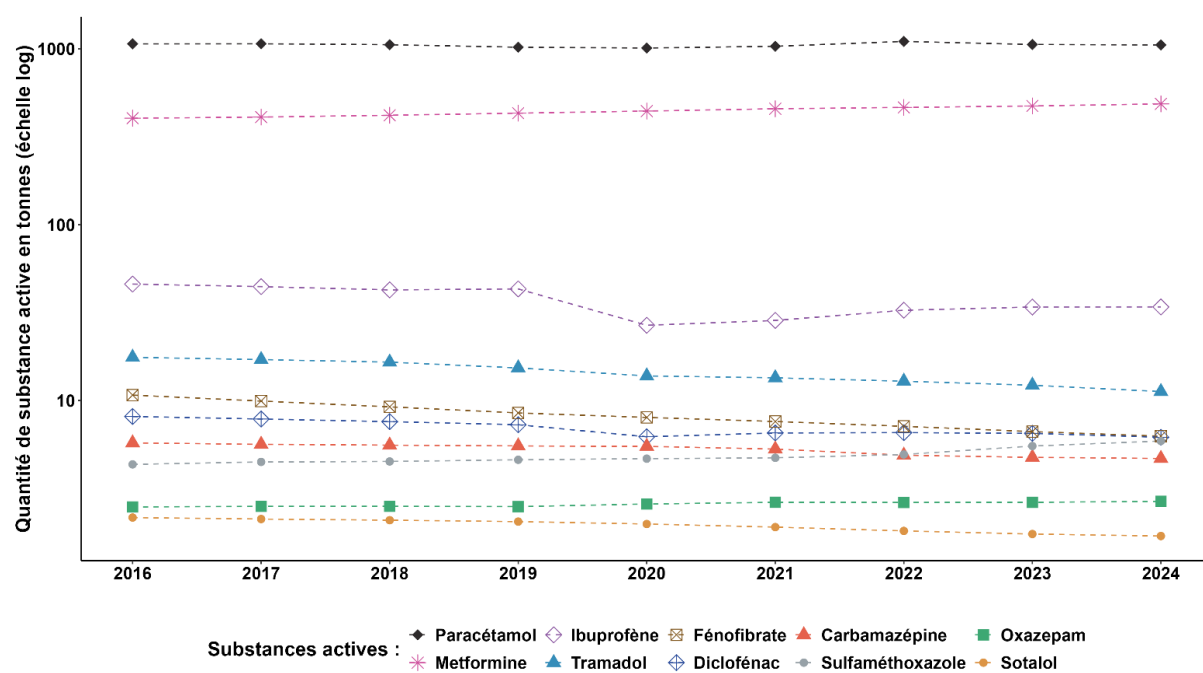 Quantité de substance active en tonnes (échelle log)
1000
100
10
2016 2017 2018 2019 2020 2021 2022 2023 2024
Substances actives :
Paracétamol Ibuprofène Fénofibrate Carbamazépine Oxazepam
Metformine Tramadol Diclofénac Sulfaméthoxazole Sotalol